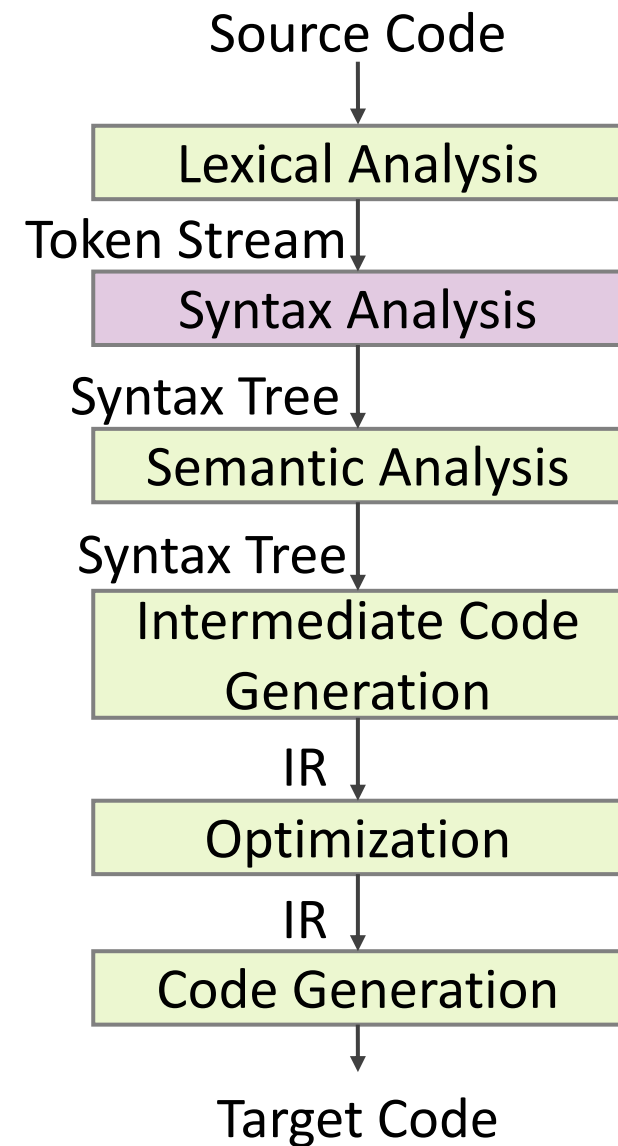 Source Code
Lexical Analysis
Token Stream
Syntax Analysis
Syntax Tree
Semantic Analysis
Syntax Tree
Intermediate Code
Generation
IR
Optimization
IR
Code Generation
Target Code